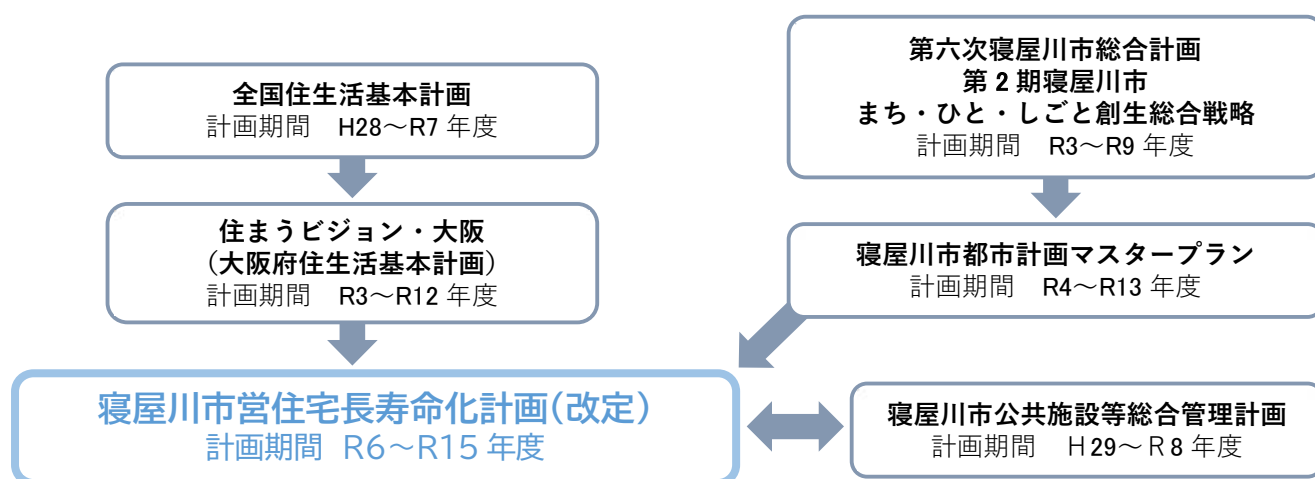 全国住生活基本計画
計画期間　H28～R7 年度
住まうビジョン・大阪
(大阪府住生活基本計画)
計画期間　R3～R12 年度
第六次寝屋川市総合計画
第 2 期寝屋川市
まち・ひと・しごと創生総合戦略
計画期間　R3～R9 年度
寝屋川市都市計画マスタープラン
計画期間　R4～R13 年度
寝屋川市営住宅長寿命化計画(改定)
計画期間　R6～R15 年度
寝屋川市公共施設等総合管理計画
計画期間　Ｈ29～Ｒ8 年度